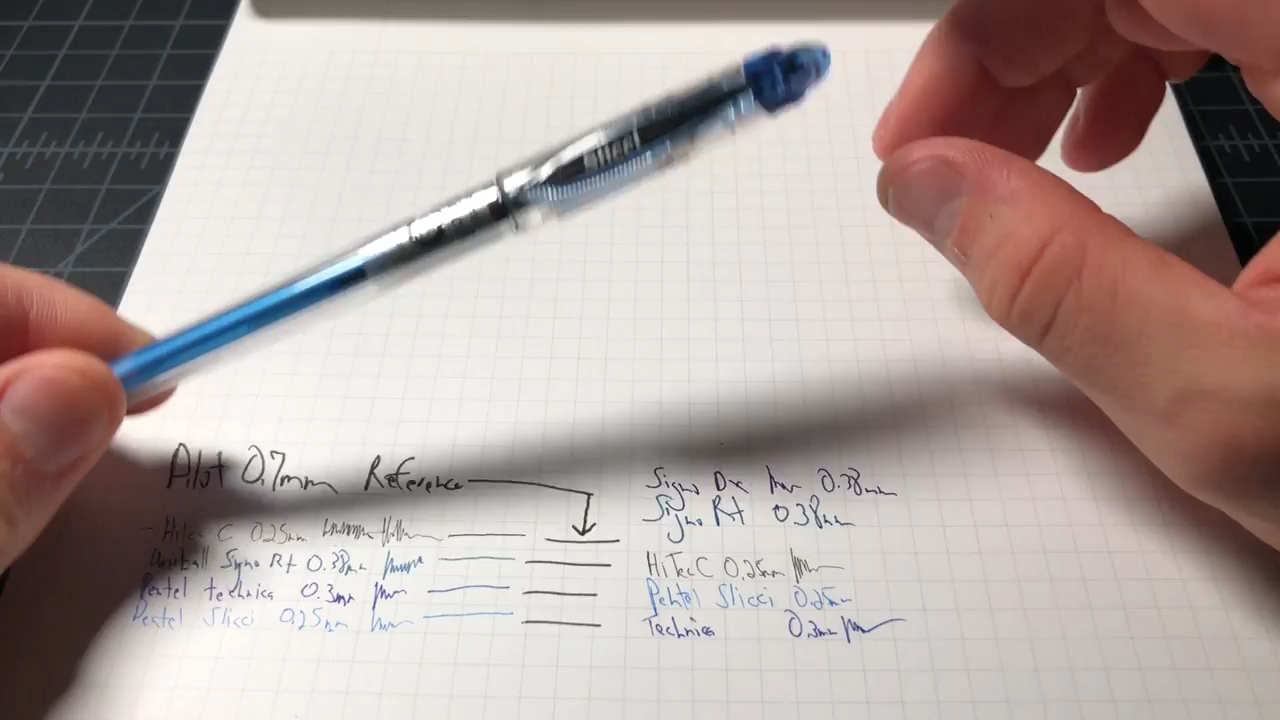 Pilot 0.7mm Reference
- Hitec C 0.25mm
Uniball Signo Rt 0.38mm
Pentel technica 0.3mm
Pentel Slicci 0.25mm
Signo Dx 0.38mm
Signo Rt 0.38mm
HiTecC 0.25mm
Pentel Slicci 0.25mm
Technica 0.3mm
Slicci